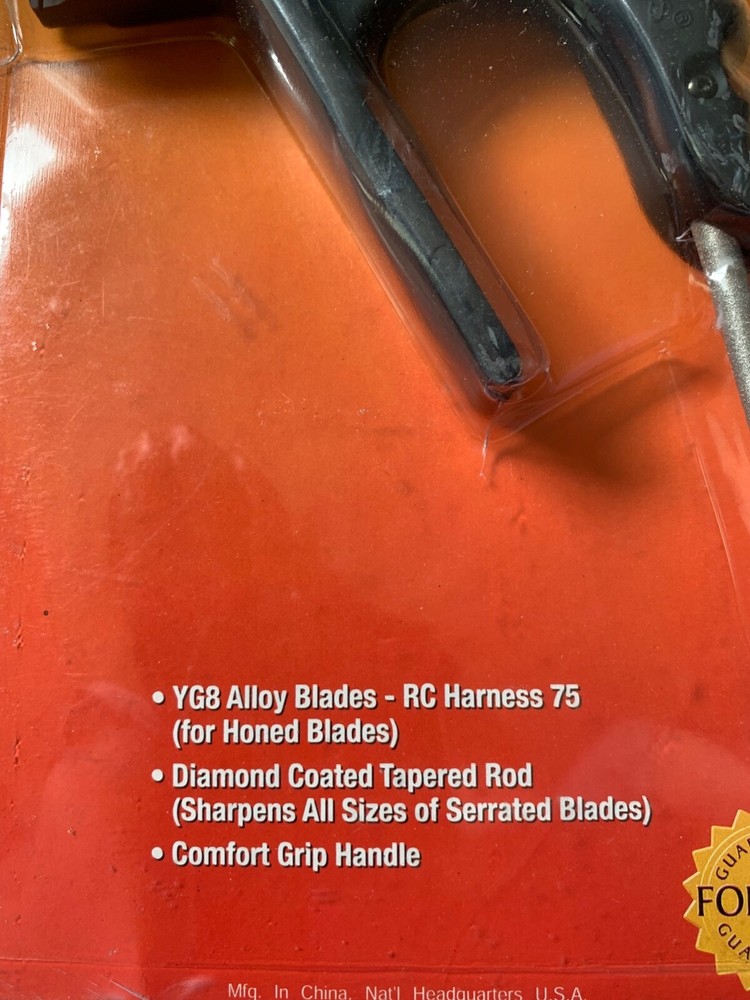 ®
• YG8 Alloy Blades - RC Harness 75
(for Honed Blades)
• Diamond Coated Tapered Rod
(Sharpens All Sizes of Serrated Blades)
• Comfort Grip Handle
Mfg. In China, Nat'l Headquarters U.S.A.